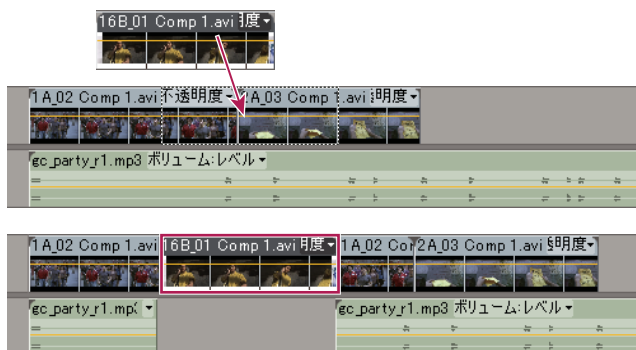 16B_01 Comp 1.avi 明度
1A_02 Comp 1.avi 不透明度 A_03 Comp 1.avi 明度
gc_party_r1.mp3 ボリューム:レベル
1A_02 Comp 1.avi 16B_01 Comp 1.avi 明度 1A_02 Co 2A_03 Comp 1.avi 明度
gc_party_r1.mp gc_party_r1.mp3 ボリューム:レベル